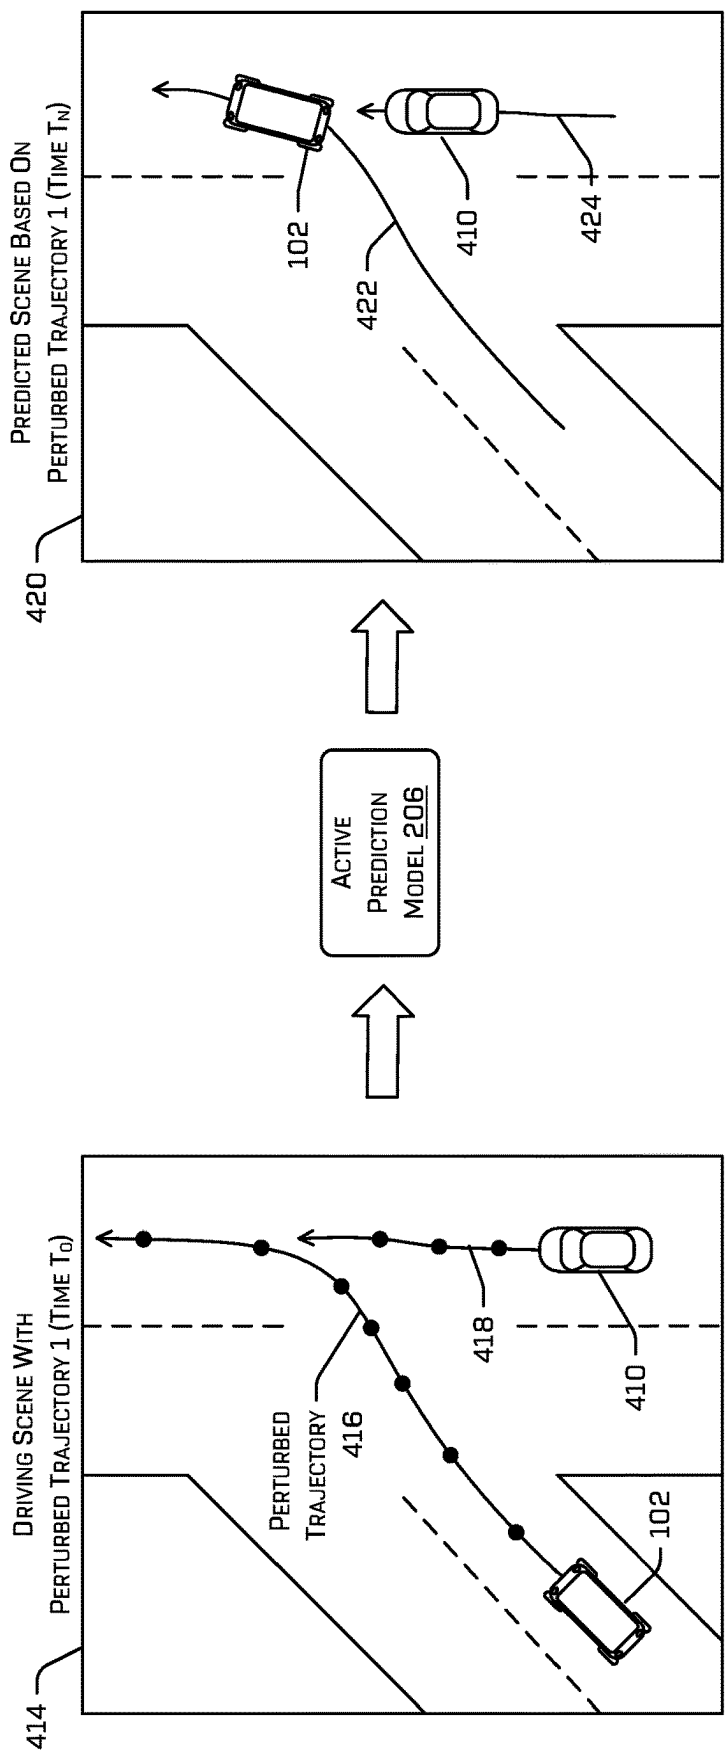 414
DRIVING SCENE WITH
PERTURBED TRAJECTORY 1 (TIME T0)
PERTURBED
TRAJECTORY
416
418
410
102
ACTIVE
PREDICTION
MODEL 206
420
PREDICTED SCENE BASED ON
PERTURBED TRAJECTORY 1 (TIME TN)
102
422
410
424